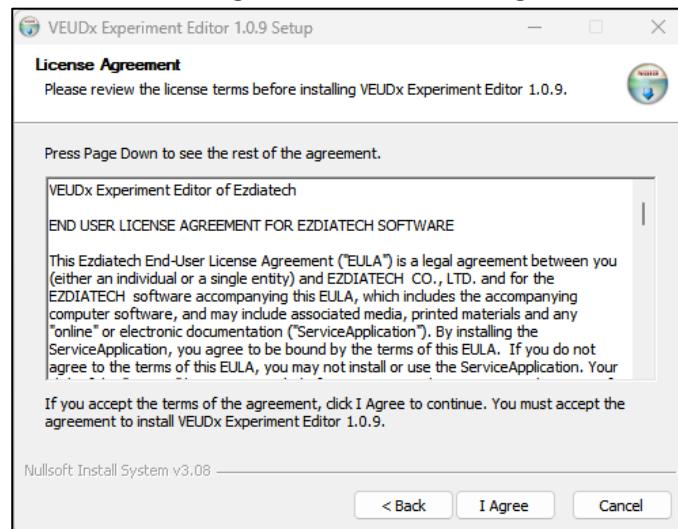 VEUDx Experiment Editor 1.0.9 Setup
License Agreement
Please review the license terms before installing VEUDx Experiment Editor 1.0.9.
Press Page Down to see the rest of the agreement.
VEUDx Experiment Editor of Ezdiatech
END USER LICENSE AGREEMENT FOR EZDIATECH SOFTWARE
This Ezdiatech End-User License Agreement ("EULA") is a legal agreement between you
(either an individual or a single entity) and EZDIATECH CO., LTD. and for the
EZDIATECH software accompanying this EULA, which includes the accompanying
computer software, and may include associated media, printed materials and any
"online" or electronic documentation ("ServiceApplication"). By installing the
ServiceApplication, you agree to be bound by the terms of this EULA. If you do not
agree to the terms of this EULA, you may not install or use the ServiceApplication. Your
If you accept the terms of the agreement, click I Agree to continue. You must accept the
agreement to install VEUDx Experiment Editor 1.0.9.
Nullsoft Install System v3.08
< Back
I Agree
Cancel